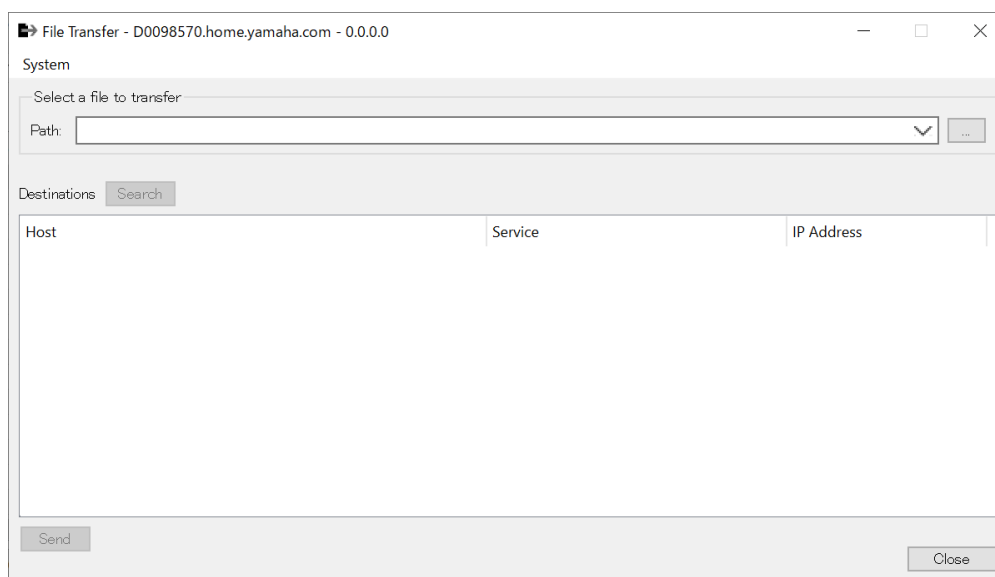 File Transfer - D0098570.home.yamaha.com - 0.0.0.0
System
Select a file to transfer
Path: ...
Destinations Search
Host Service IP Address
Send
Close